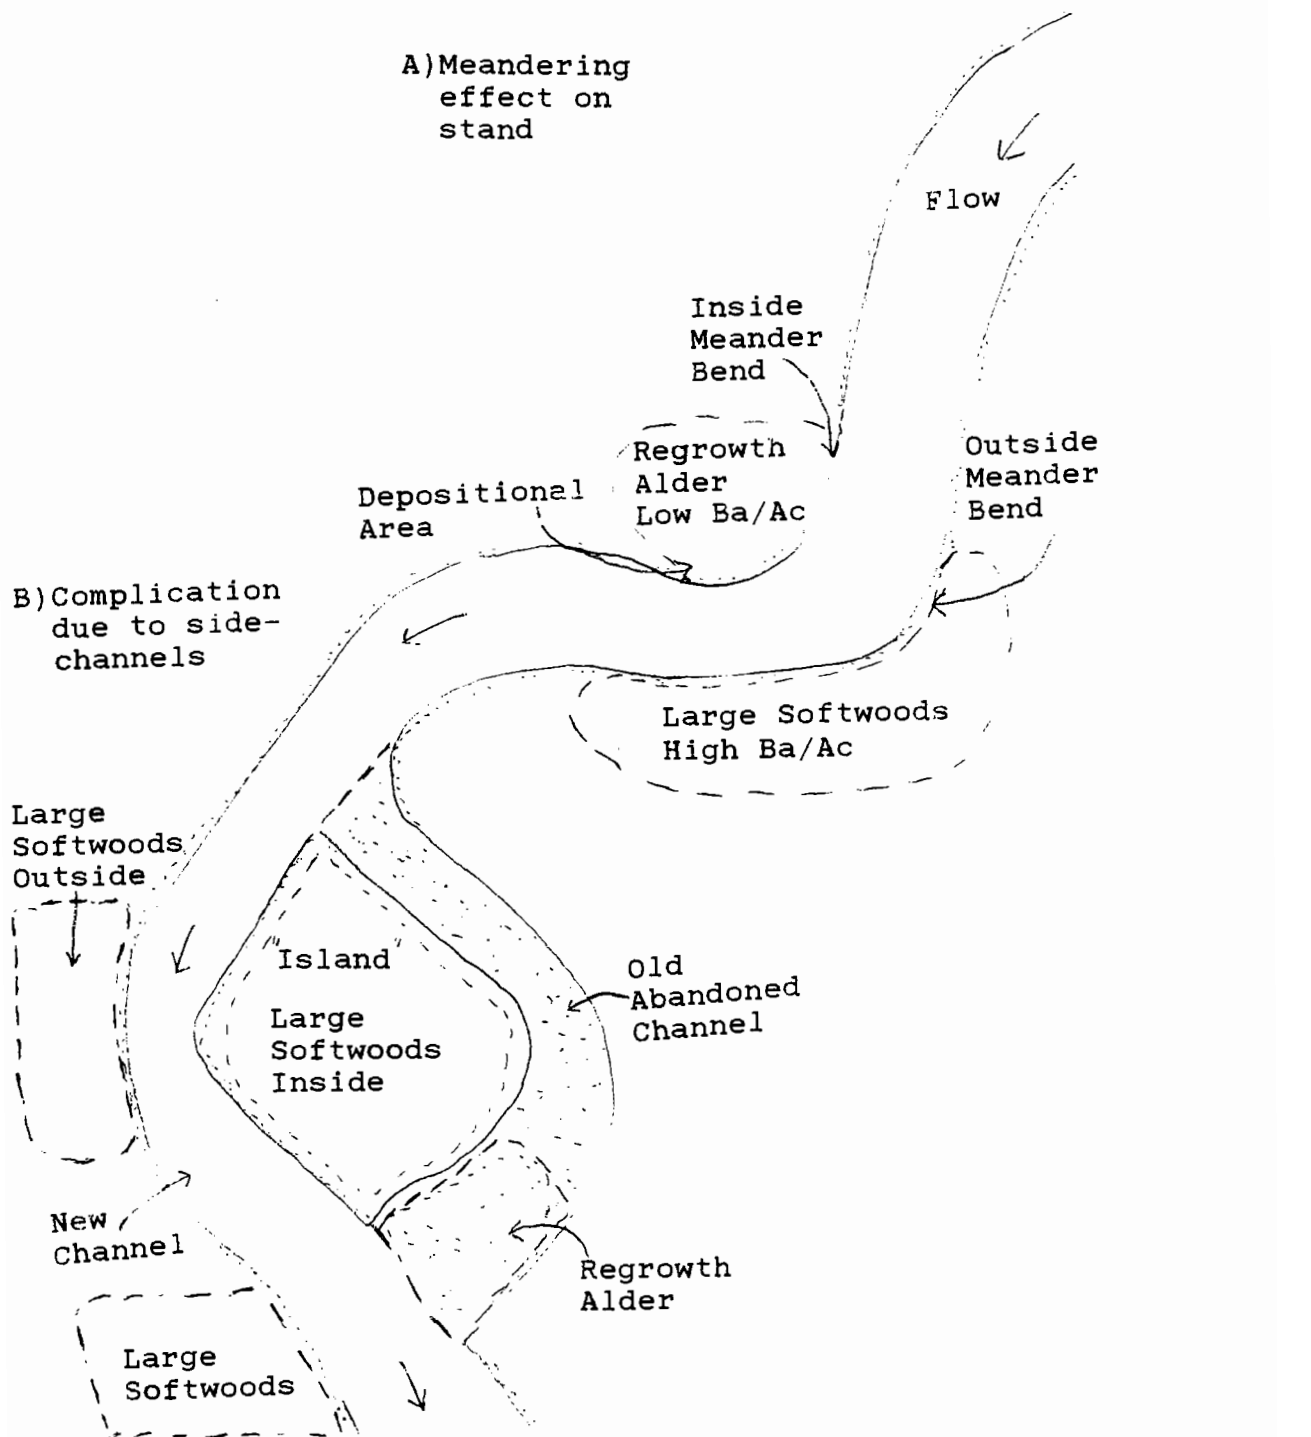 A)Meandering
effect on
stand
Flow
Inside
Meander
Bend
Regrowth
Alder
Low Ba/Ac
Outside
Meander
Bend
Depositional
Area
B)Complication
due to side-
channels
Large Softwoods
High Ba/Ac
Large
Softwoods
Outside
"Island"
Large
Softwoods
Inside
Old
Abandoned
Channel
New
Channel
Regrowth
Alder
Large
Softwoods